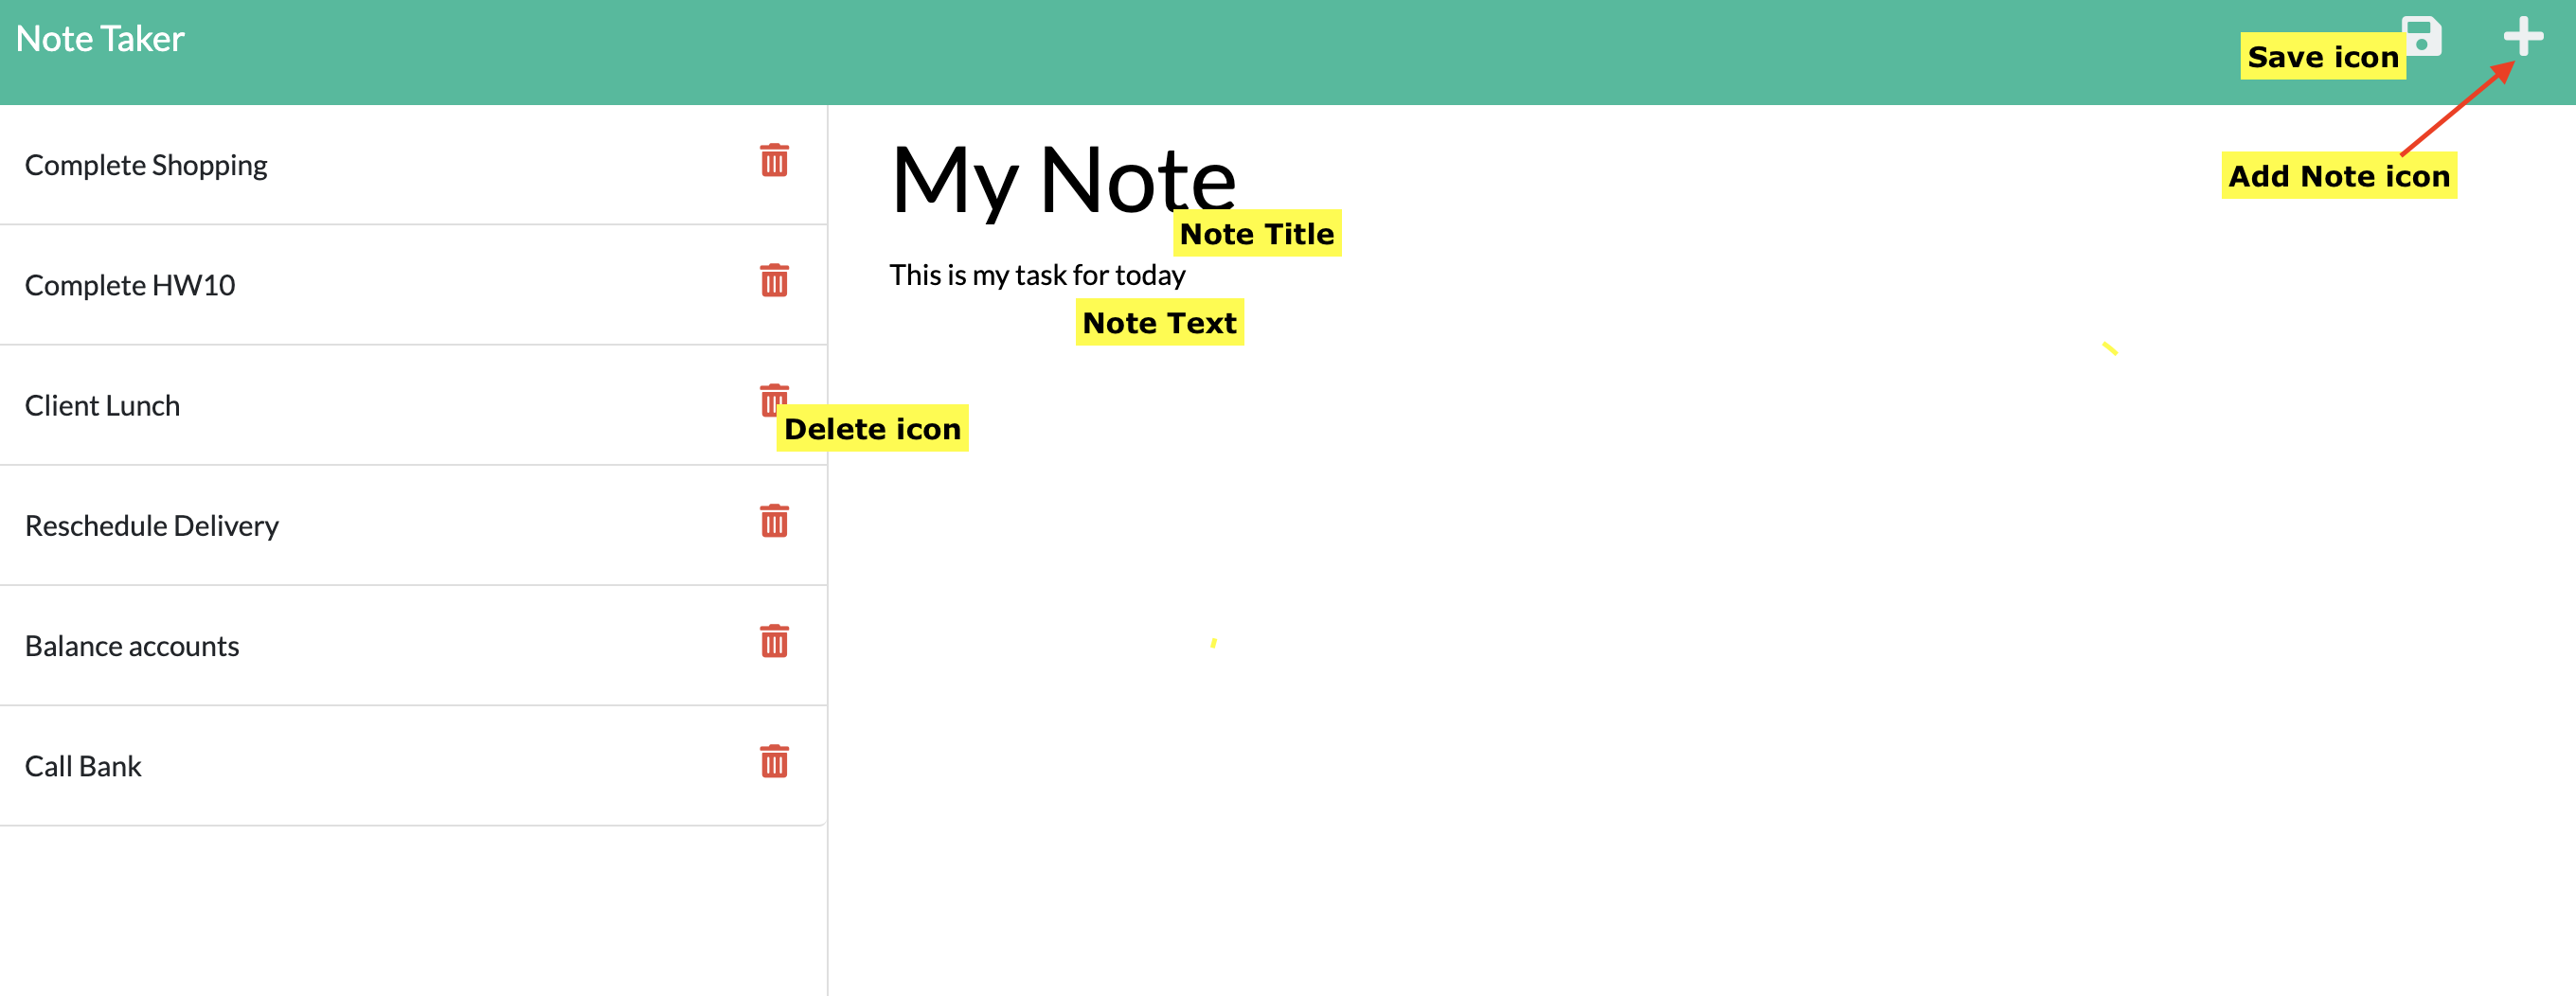 Note Taker
Save icon
Add Note icon
Complete Shopping
Complete HW10
Client Lunch
Delete icon
Reschedule Delivery
Balance accounts
Call Bank
My Note
Note Title
This is my task for today
Note Text